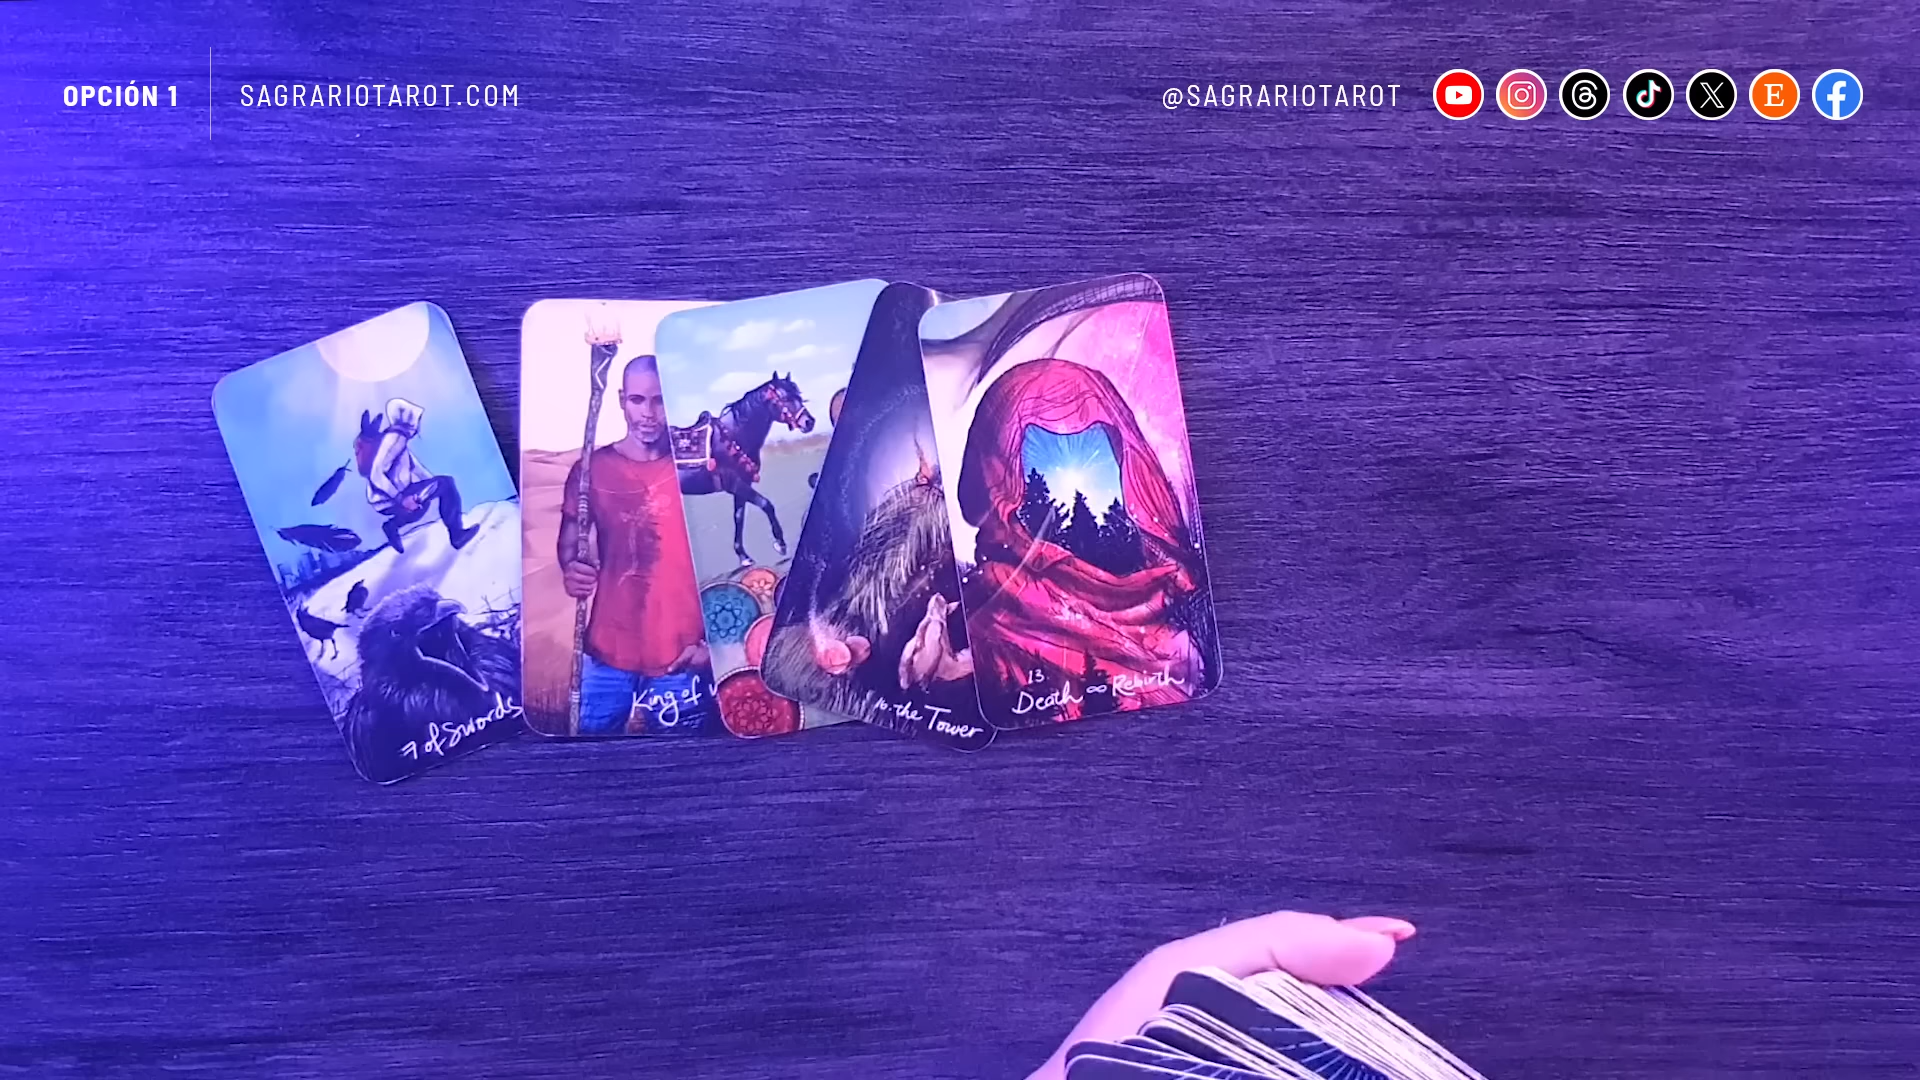 OPCIÓN 1
SAGRARIOTAROT.COM
@SAGRARIOTAROT
E
7 of Swords
King of
16. the Tower
13
Death ∞ Rebirth